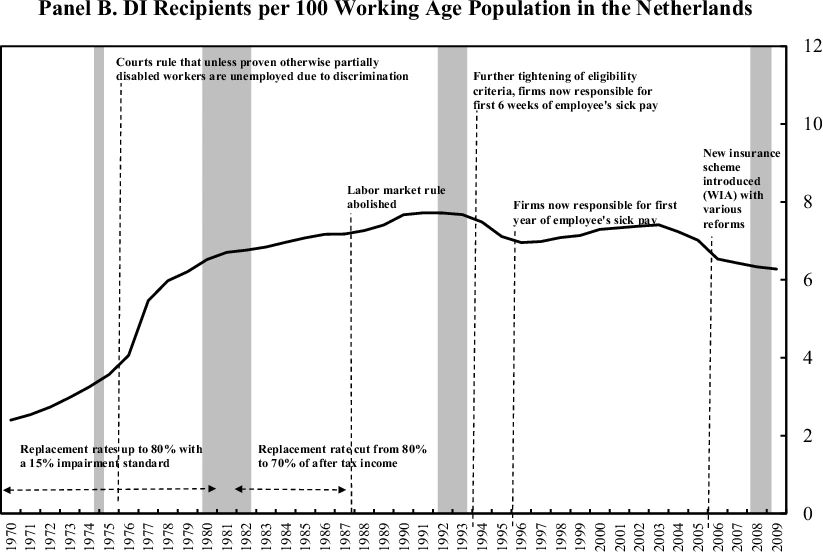 Panel B. DI Recipients per 100 Working Age Population in the Netherlands
12
10
8
6
4
2
0
Courts rule that unless proven otherwise partially
disabled workers are unemployed due to discrimination
Further tightening of eligibility
criteria, firms now responsible for
first 6 weeks of employee's sick pay
New insurance
scheme
introduced
(WIA) with
various
reforms
Labor market rule
abolished
Firms now responsible for first
year of employee's sick pay
Replacement rates up to 80% with
a 15% impairment standard
Replacement rate cut from 80%
to 70% of after tax income
1970
1971
1972
1973
1974
1975
1976
1977
1978
1979
1980
1981
1982
1983
1984
1985
1986
1987
1988
1989
1990
1991
1992
1993
1994
1995
1996
1997
1998
1999
2000
2001
2002
2003
2004
2005
2006
2007
2008
2009